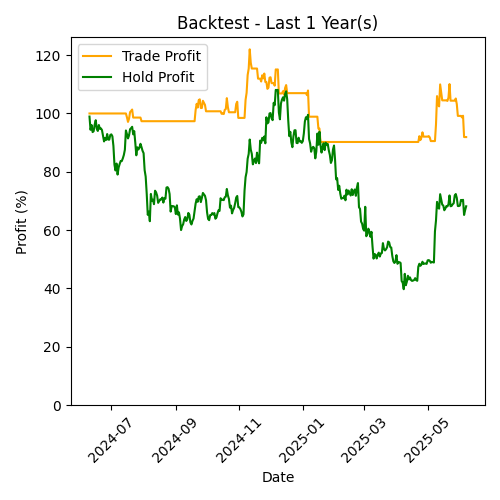 Backtest - Last 1 Year(s)
Trade Profit
Hold Profit
Profit (%)
120
100
80
60
40
20
0
2024-07
2024-09
2024-11
2025-01
2025-03
2025-05
Date